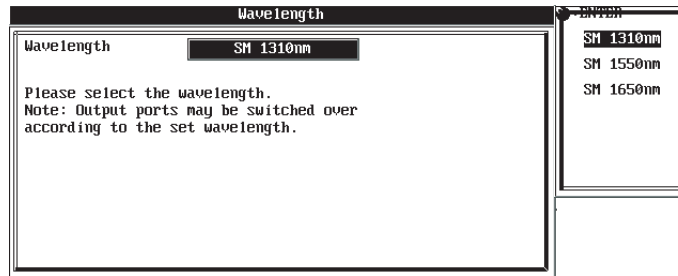 Wavelength
Wavelength SM 1310nm
Please select the wavelength.
Note: Output ports may be switched over
according to the set wavelength.
ENTER
SM 1310nm
SM 1550nm
SM 1650nm